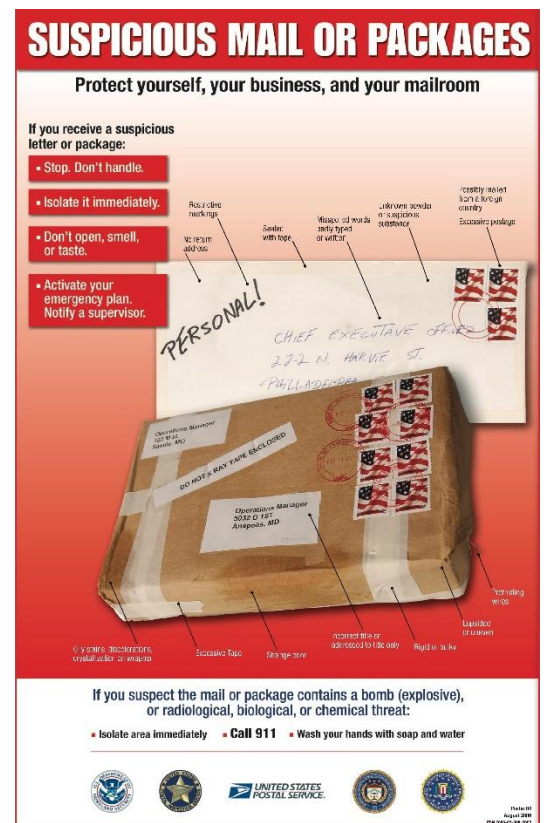 SUSPICIOUS MAIL OR PACKAGES
Protect yourself, your business, and your mailroom
If you receive a suspicious
letter or package:
▪ Stop. Don't handle.
▪ Isolate it immediately.
▪ Don't open, smell,
or taste.
▪ Activate your
emergency plan.
Notify a supervisor.
Restrictive
markings
No return
address
Sealed
with tape
Misspelled words
badly typed
or written
Unknown powder
or suspicious
substance
Possibly mailed
from a foreign
country
Excessive postage
PERSONAL!
CHIEF EXECUTAVE OFFICER
222 N. HARVIE ST.
Operations Manager
DO NOT X RAY TAPE ENCLOSED
Operations Manager
5032 D 1ST
Anapolis, MD
Oily stains, discolorations,
crystallization on wrapper
Excessive Tape
Strange odor
Incorrect title or
addressed to title only
Rigid or bulky
Lopsided
or uneven
Protruding
wires
If you suspect the mail or package contains a bomb (explosive),
or radiological, biological, or chemical threat:
▪ Isolate area immediately ▪ Call 911 ▪ Wash your hands with soap and water
UNITED STATES
POSTAL SERVICE.